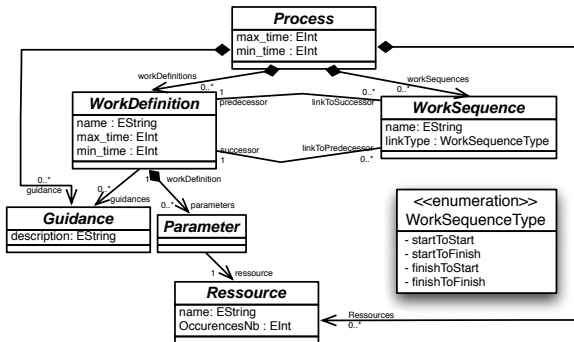 Process
max_time: EInt
min_time : EInt
workDefinitions
0..*
workSequences
0..*
WorkDefinition
name : EString
max_time: EInt
min_time : EInt
1
predecessor
0..*
linkToSuccessor
WorkSequence
name: EString
linkType : WorkSequenceType
successor
1
linkToPredecessor
0..*
0..*
guidance
0..*
guidances
1
workDefinition
0..*
parameters
Guidance
description: EString
Parameter
<<enumeration>>
WorkSequenceType
- startToStart
- startToFinish
- finishToStart
- finishToFinish
1
ressource
Ressource
name: EString
OccurencesNb : EInt
Ressources
0..*